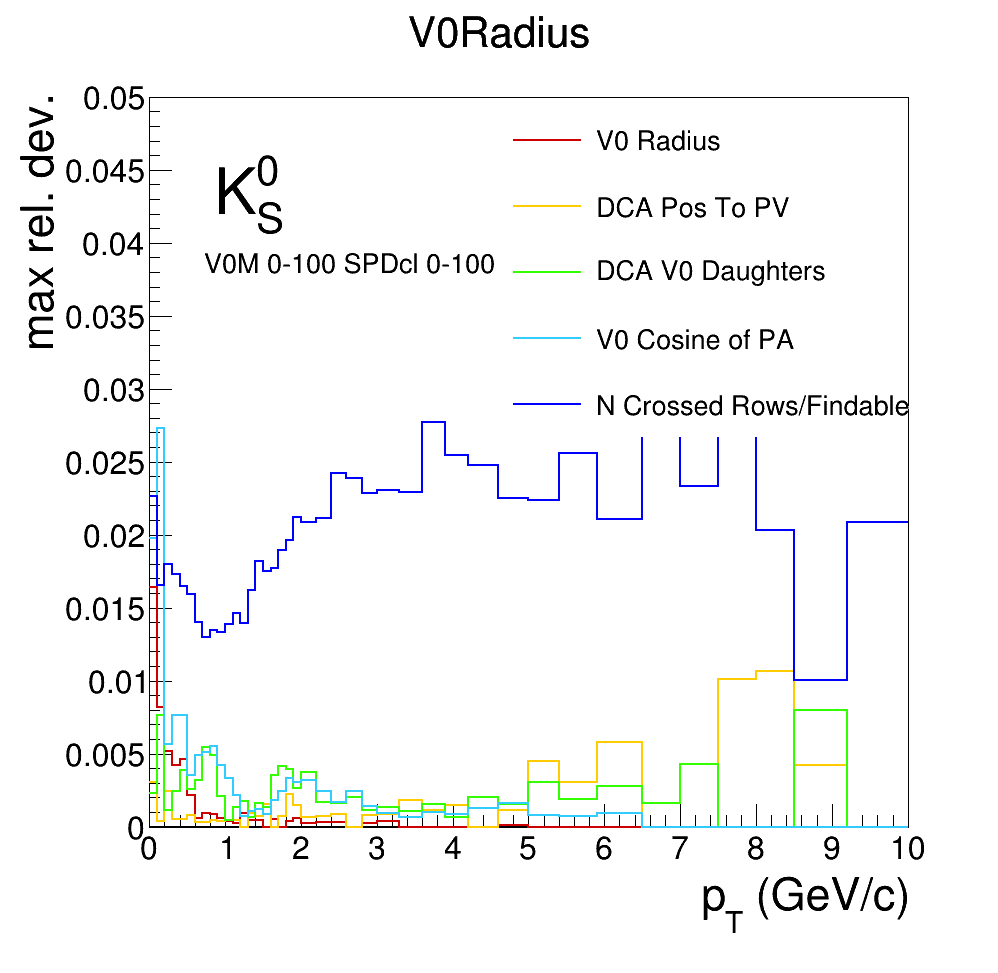 V0Radius
max rel. dev.
0.05
0.045
0.04
0.035
0.03
0.025
0.02
0.015
0.01
0.005
0
K⁰_S
V0M 0-100 SPDcl 0-100
V0 Radius
DCA Pos To PV
DCA V0 Daughters
V0 Cosine of PA
N Crossed Rows/Findable
0 1 2 3 4 5 6 7 8 9 10
p_T (GeV/c)